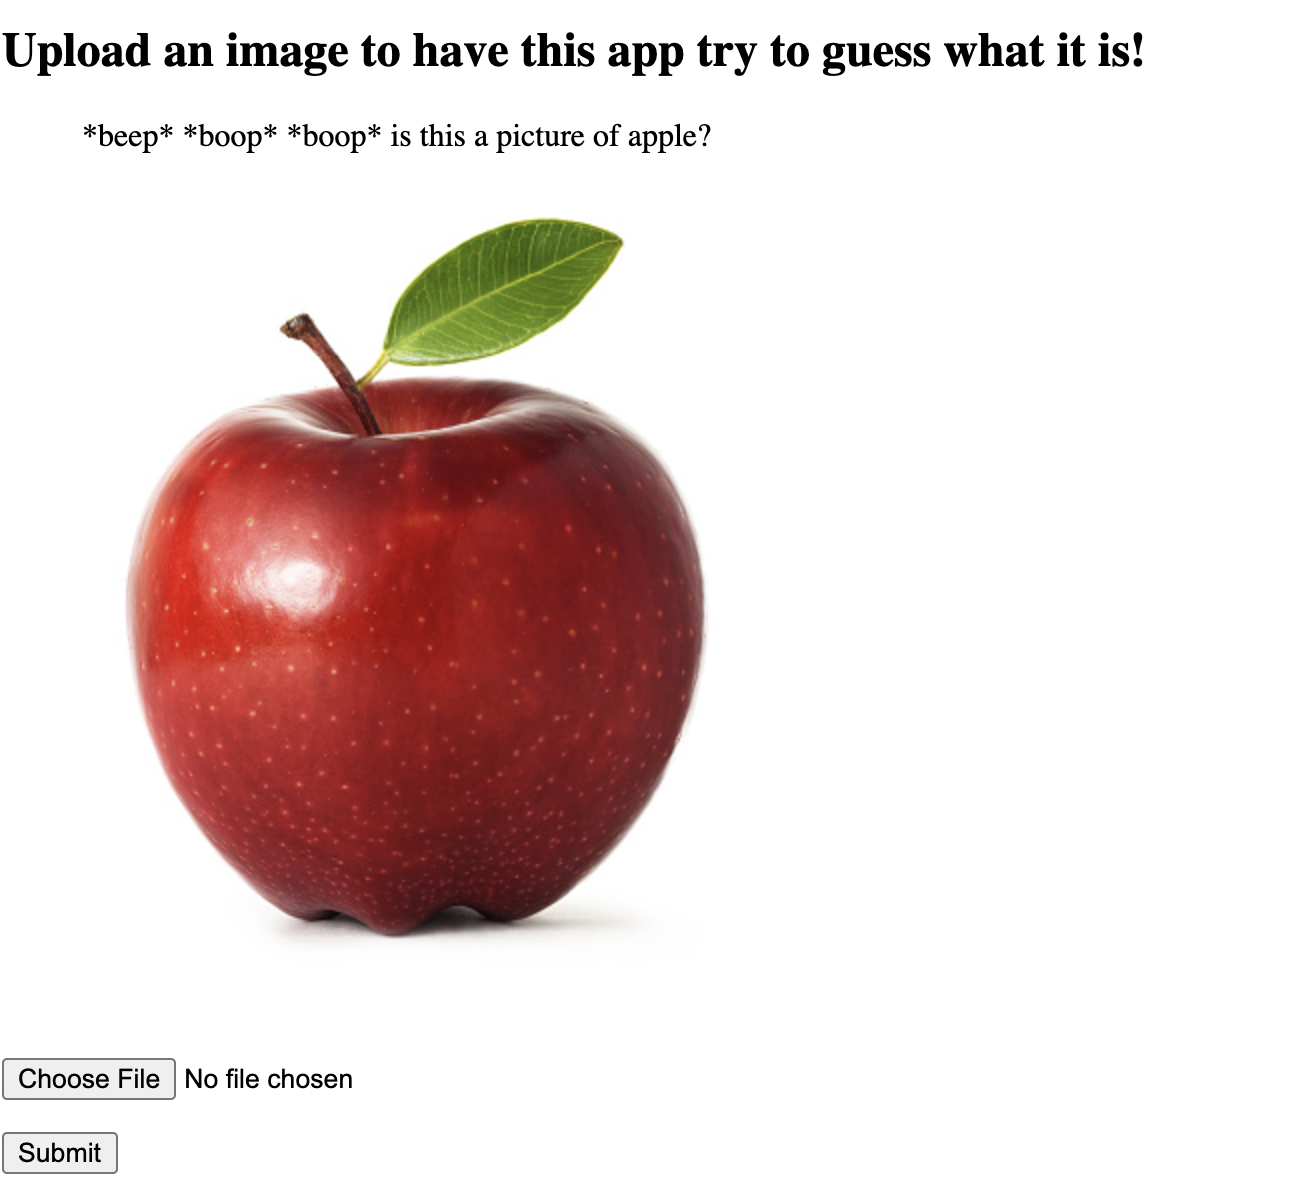 Upload an image to have this app try to guess what it is!
*beep* *boop* *boop* is this a picture of apple?
Choose File No file chosen
Submit